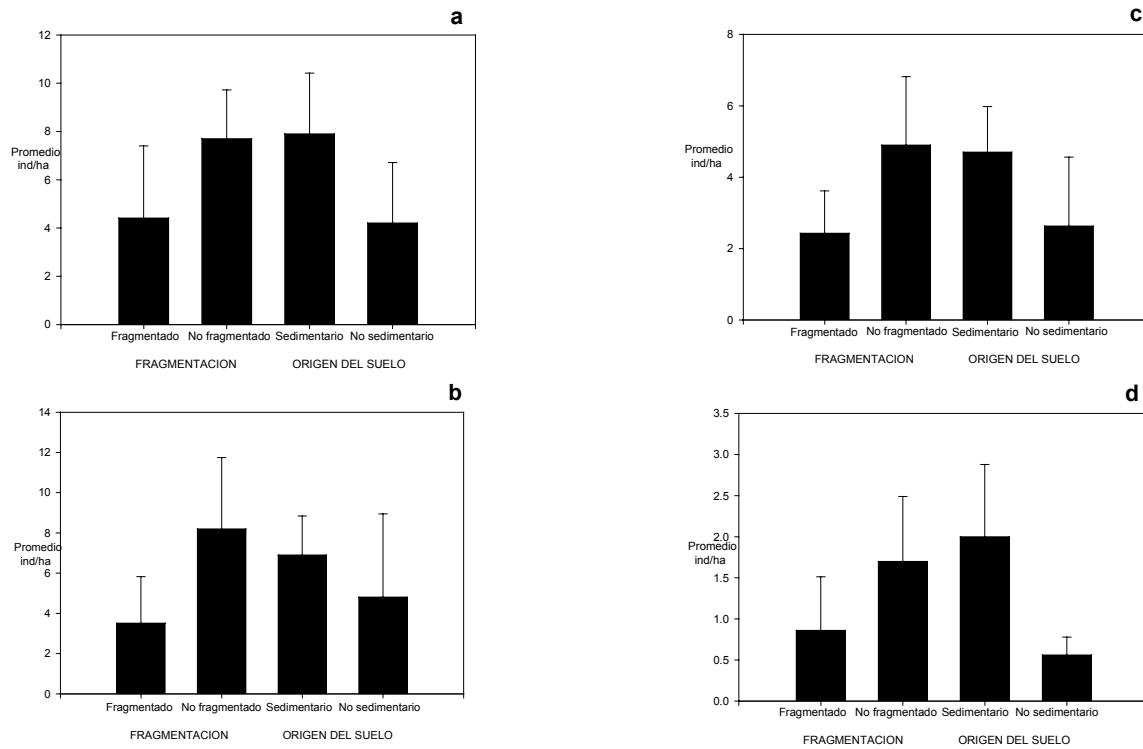 a
12
10
8
6
4
2
0
Promedio
ind/ha
Fragmentado No fragmentado Sedimentario No sedimentario
FRAGMENTACION ORIGEN DEL SUELO
b
14
12
10
8
6
4
2
0
Promedio
ind/ha
Fragmentado No fragmentado Sedimentario No sedimentario
FRAGMENTACION ORIGEN DEL SUELO
c
8
6
4
2
0
Promedio
ind/ha
Fragmentado No fragmentado Sedimentario No sedimentario
FRAGMENTACION ORIGEN DEL SUELO
d
3.5
3.0
2.5
2.0
1.5
1.0
0.5
0.0
Promedio
ind/ha
Fragmentado No fragmentado Sedimentario No sedimentario
FRAGMENTACION ORIGEN DEL SUELO